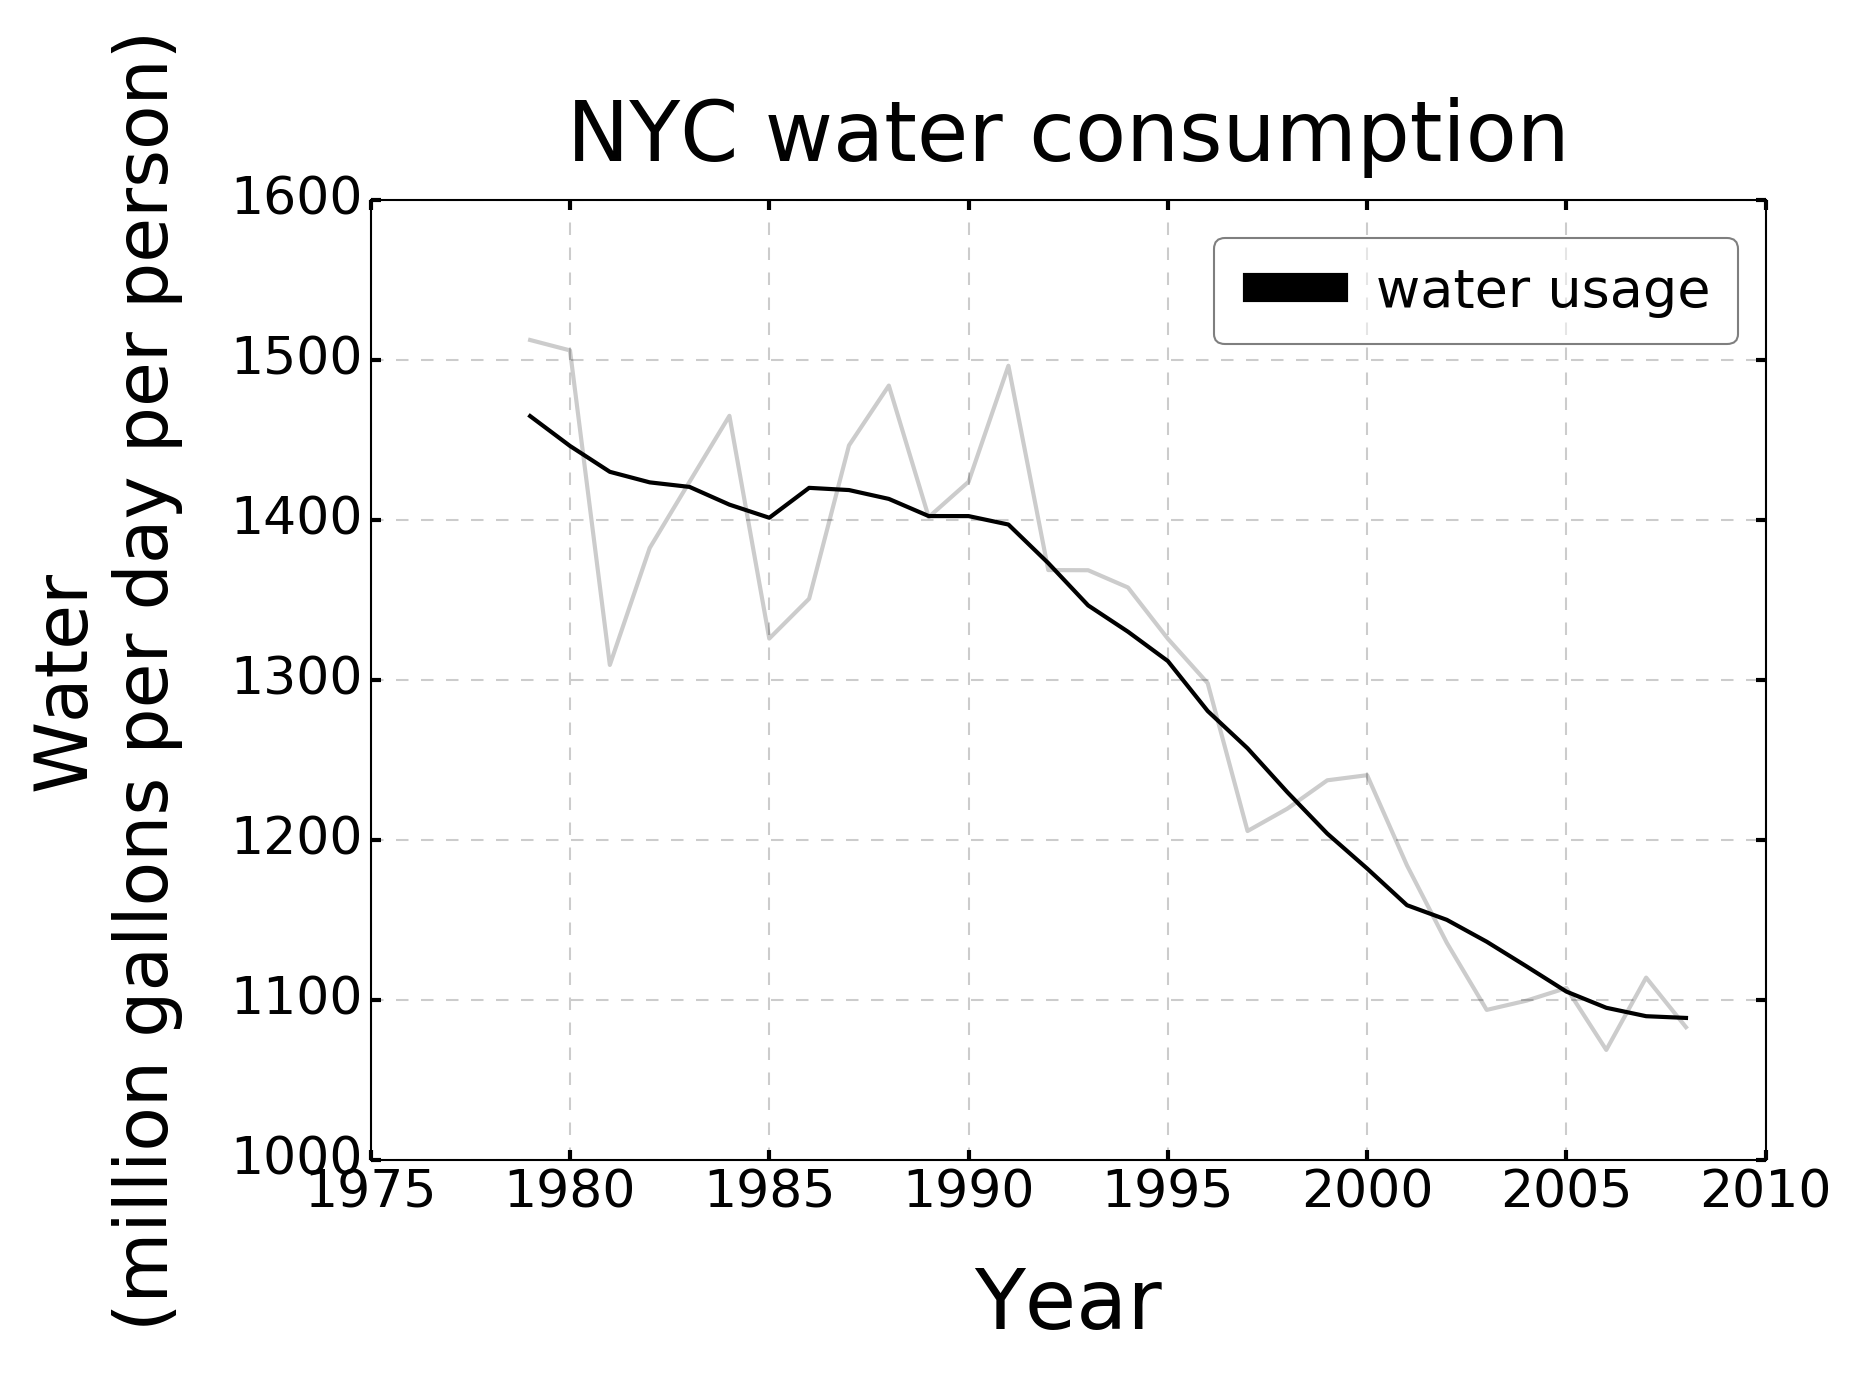 NYC water consumption
Water
(million gallons per day per person)
1600
1500
1400
1300
1200
1100
1000
water usage
1975 1980 1985 1990 1995 2000 2005 2010
Year